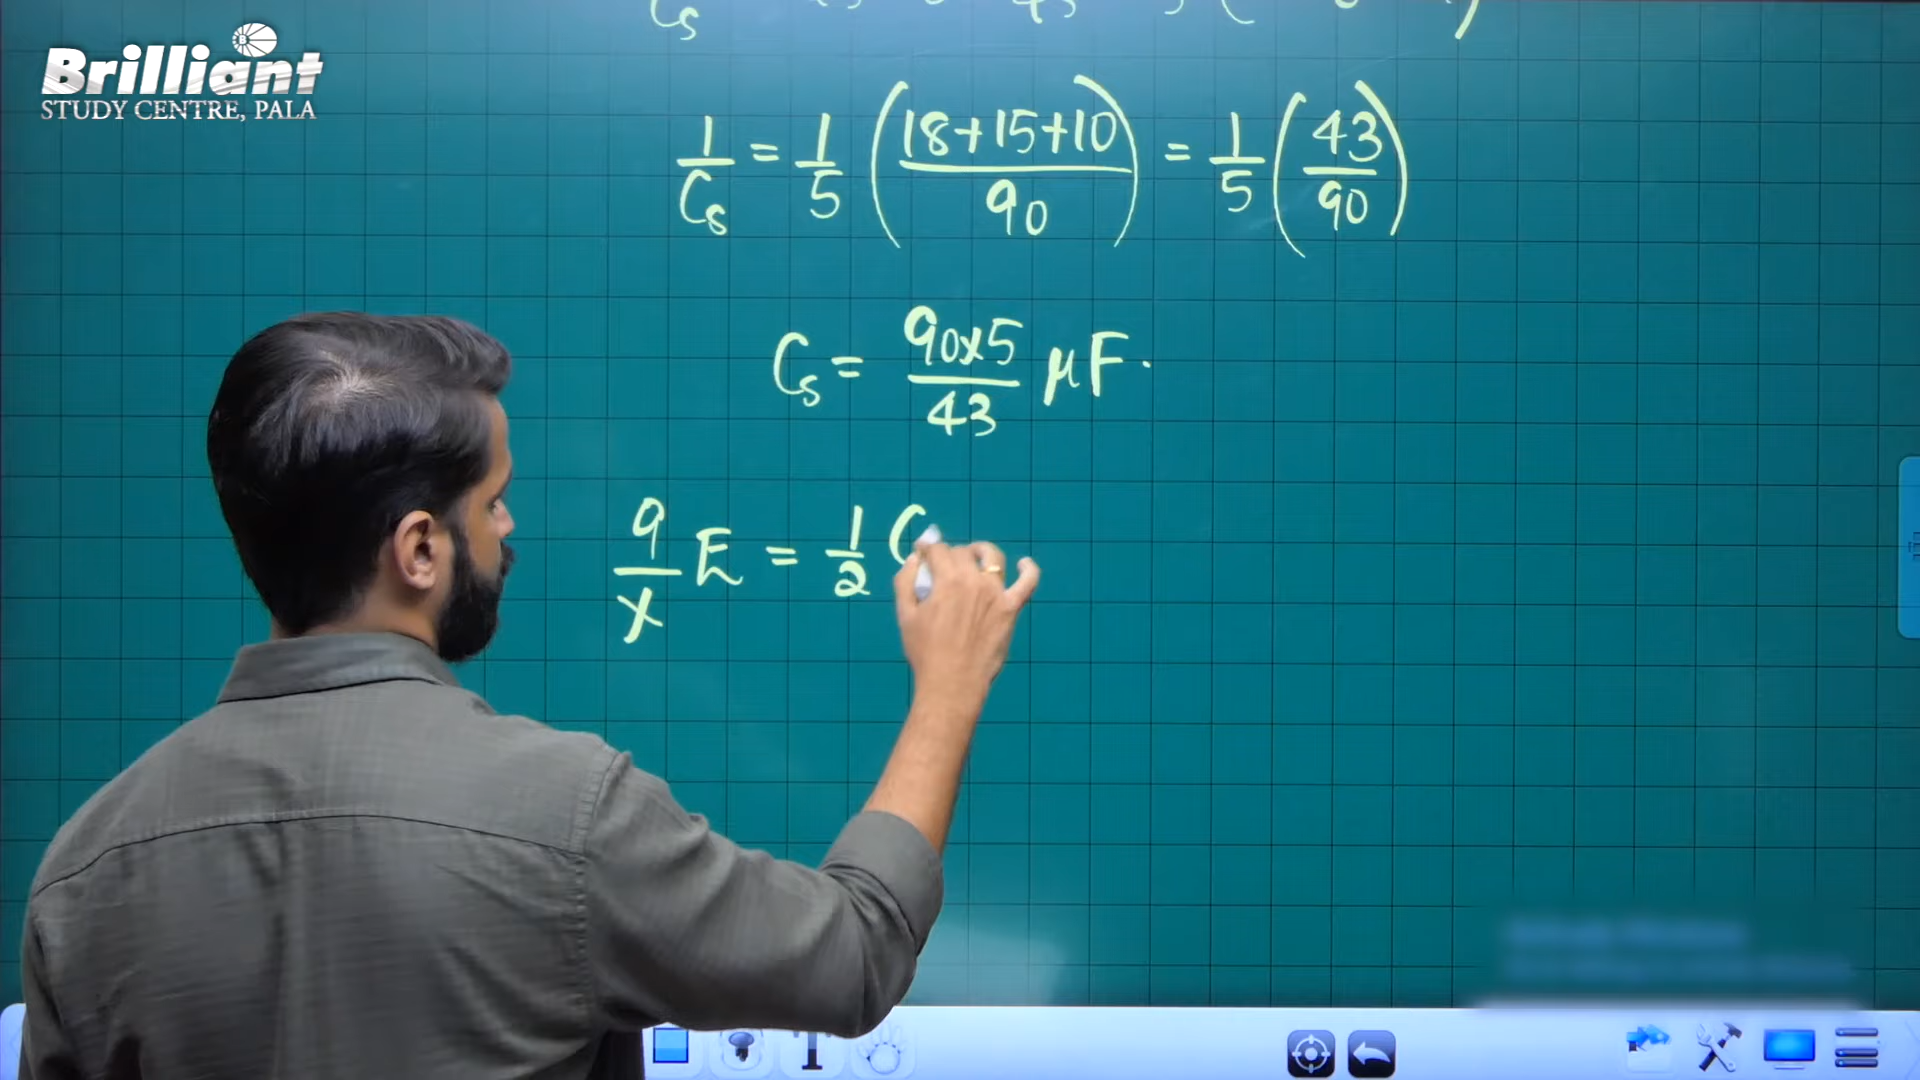 Brilliant
STUDY CENTRE, PALA
1/Cs = 1/5 (18+15+10/90) = 1/5 (43/90)
Cs = 90x5/43 μF.
9/x E = 1/2 C
T